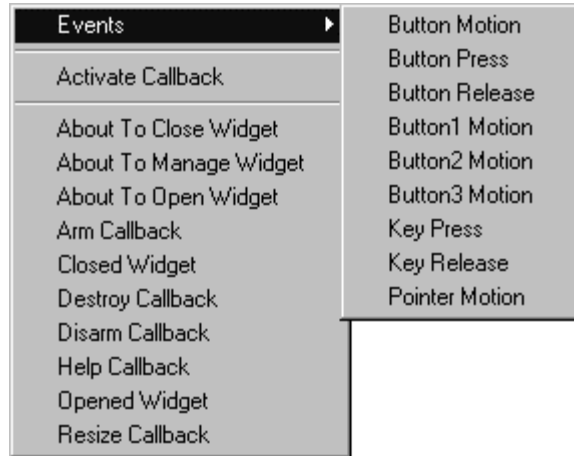 Events
Activate Callback
About To Close Widget
About To Manage Widget
About To Open Widget
Arm Callback
Closed Widget
Destroy Callback
Disarm Callback
Help Callback
Opened Widget
Resize Callback
Button Motion
Button Press
Button Release
Button1 Motion
Button2 Motion
Button3 Motion
Key Press
Key Release
Pointer Motion